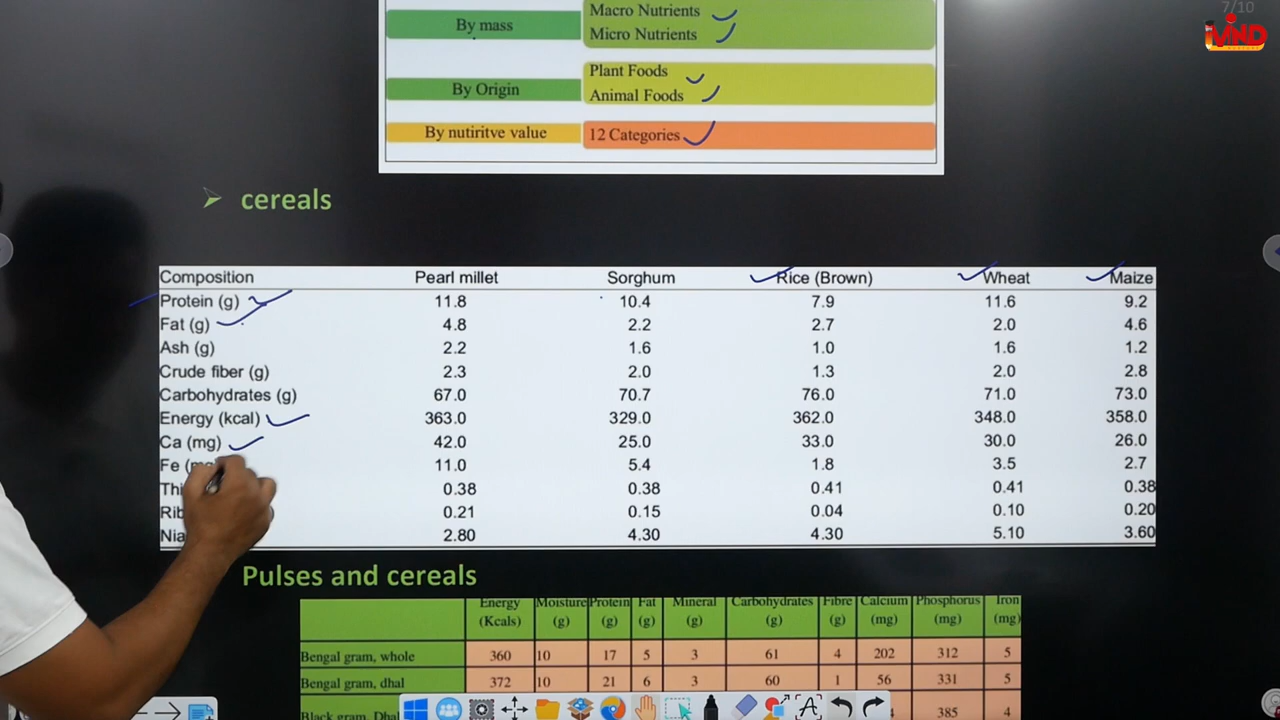 7/10
MIND
By mass
Macro Nutrients
Micro Nutrients
By Origin
Plant Foods
Animal Foods
By nutiritve value
12 Categories
cereals
Composition Pearl millet Sorghum Rice (Brown) Wheat Maize
Protein (g) 11.8 10.4 7.9 11.6 9.2
Fat (g) 4.8 2.2 2.7 2.0 4.6
Ash (g) 2.2 1.6 1.0 1.6 1.2
Crude fiber (g) 2.3 2.0 1.3 2.0 2.8
Carbohydrates (g) 67.0 70.7 76.0 71.0 73.0
Energy (kcal) 363.0 329.0 362.0 348.0 358.0
Ca (mg) 42.0 25.0 33.0 30.0 26.0
Fe 11.0 5.4 1.8 3.5 2.7
0.38 0.38 0.41 0.41 0.38
0.21 0.15 0.04 0.10 0.20
2.80 4.30 4.30 5.10 3.60
Pulses and cereals
Energy (Kcals) Moisture (g) Protein (g) Fat (g) Mineral (g) Carbohydrates (g) Fibre (g) Calcium (mg) Phosphorus (mg) Iron (mg)
Bengal gram, whole 360 10 17 5 3 61 4 202 312 5
Bengal gram, dhal 372 10 21 6 3 60 1 56 331 5
Black gram, Dhal 385 4